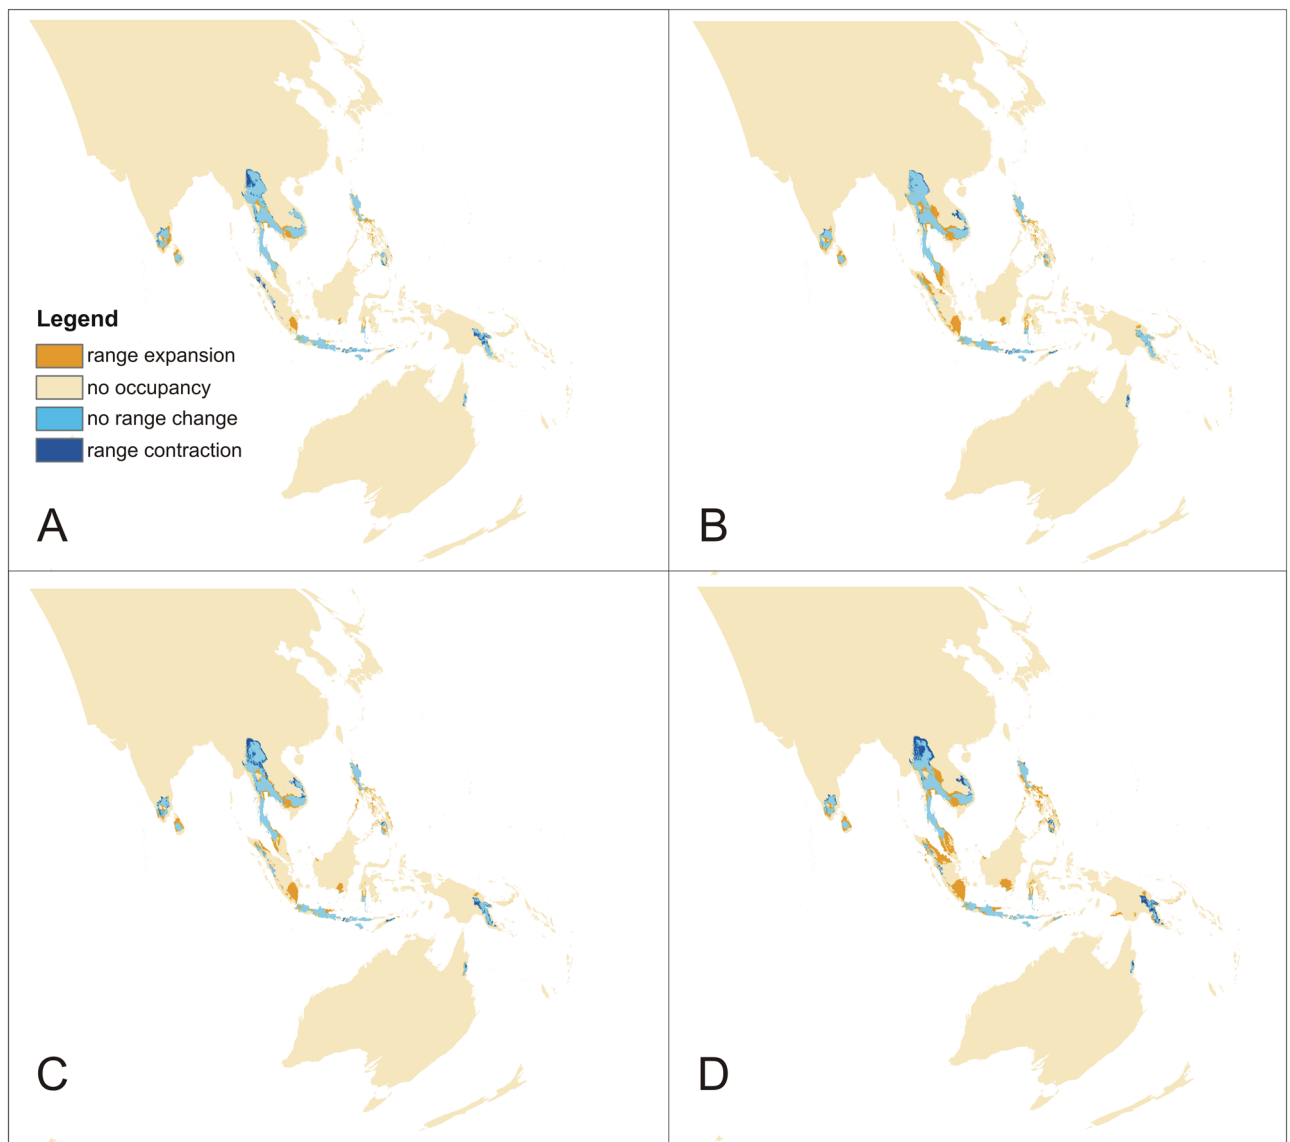 Legend
range expansion
no occupancy
no range change
range contraction
A
B
C
D